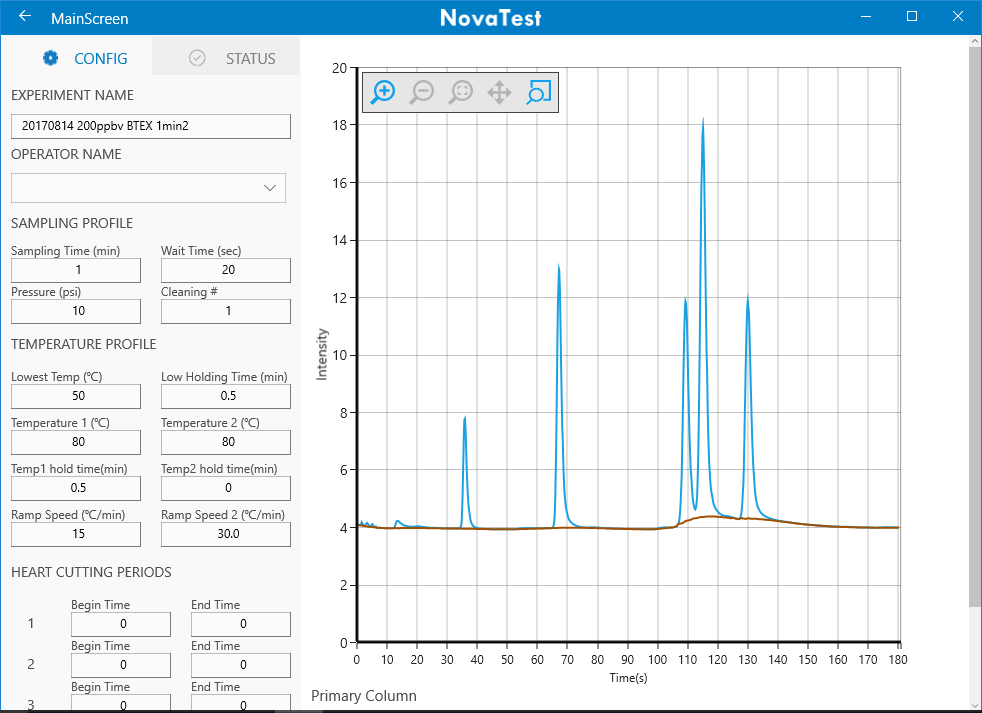 MainScreen
NovaTest
CONFIG
STATUS
EXPERIMENT NAME
20170814 200ppbv BTEX 1min2
OPERATOR NAME
SAMPLING PROFILE
Sampling Time (min) Wait Time (sec)
1 20
Pressure (psi) Cleaning #
10 1
TEMPERATURE PROFILE
Lowest Temp (℃) Low Holding Time (min)
50 0.5
Temperature 1 (℃) Temperature 2 (℃)
80 80
Temp1 hold time(min) Temp2 hold time(min)
0.5 0
Ramp Speed (℃/min) Ramp Speed 2 (℃/min)
15 30.0
HEART CUTTING PERIODS
Begin Time End Time
1 0 0
Begin Time End Time
2 0 0
Begin Time End Time
3 0 0
20
18
16
14
12
10
8
6
4
2
0
Intensity
0 10 20 30 40 50 60 70 80 90 100 110 120 130 140 150 160 170 180
Time(s)
Primary Column